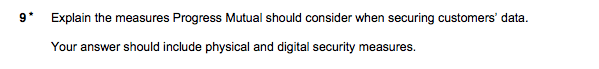 9* Explain the measures Progress Mutual should consider when securing customers' data.
Your answer should include physical and digital security measures.